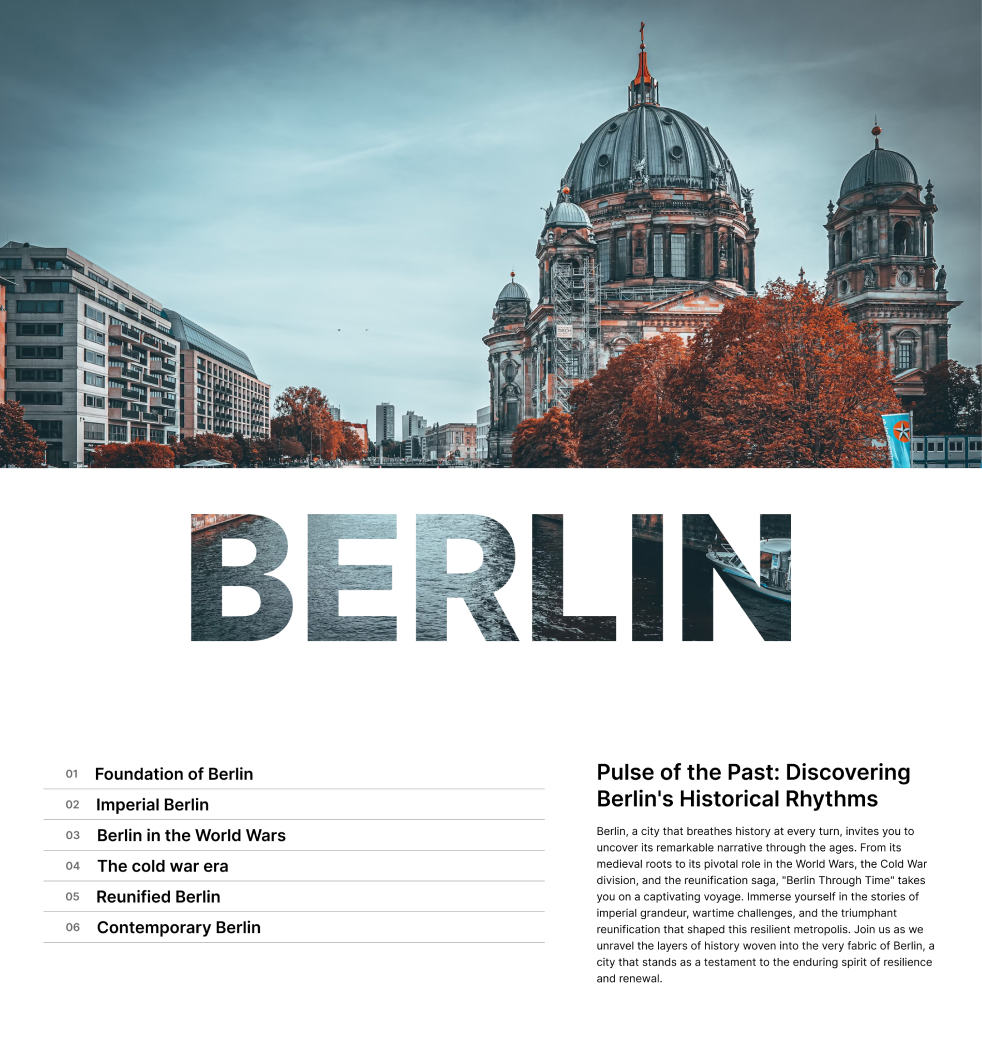 BERLIN
01 Foundation of Berlin
02 Imperial Berlin
03 Berlin in the World Wars
04 The cold war era
05 Reunified Berlin
06 Contemporary Berlin
Pulse of the Past: Discovering
Berlin's Historical Rhythms
Berlin, a city that breathes history at every turn, invites you to
uncover its remarkable narrative through the ages. From its
medieval roots to its pivotal role in the World Wars, the Cold War
division, and the reunification saga, "Berlin Through Time" takes
you on a captivating voyage. Immerse yourself in the stories of
imperial grandeur, wartime challenges, and the triumphant
reunification that shaped this resilient metropolis. Join us as we
unravel the layers of history woven into the very fabric of Berlin, a
city that stands as a testament to the enduring spirit of resilience
and renewal.